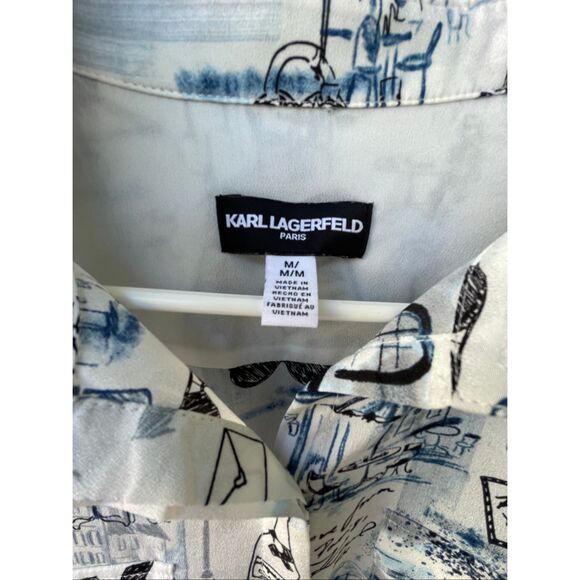 KARL LAGERFELD
PARIS
M/
M/M
MADE IN
VIETNAM
HECHO EN
VIETNAM
FABRIQUÉ AU
VIETNAM